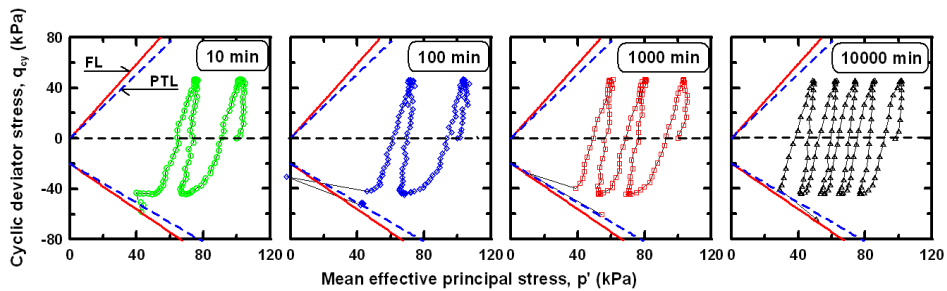 Cyclic deviator stress, qcy (kPa)
80
40
0
-40
-80
FL
PTL
10 min
100 min
1000 min
10000 min
0 40 80 120
0 40 80 120
0 40 80 120
0 40 80 120
Mean effective principal stress, p' (kPa)